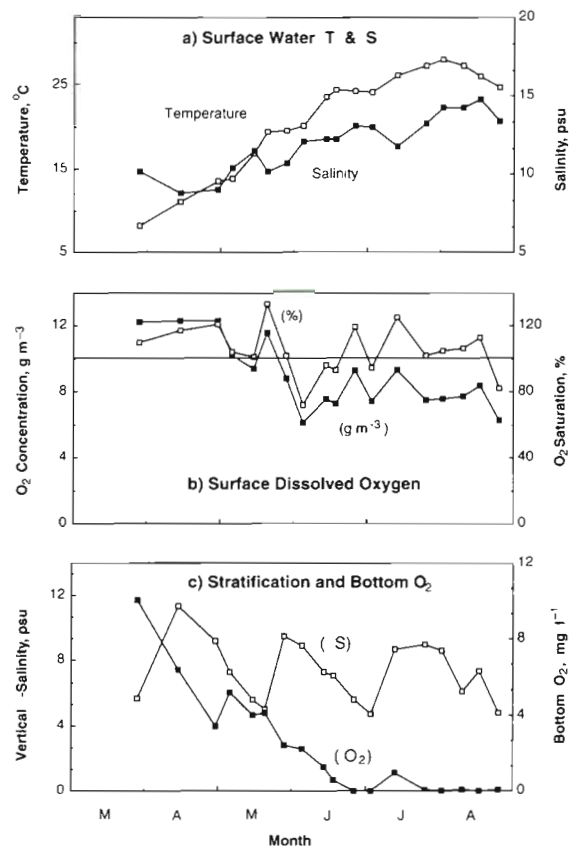 a) Surface Water T & S
Temperature, °C
25
15
5
Temperature
Salinity
20
15
10
5
Salinity, psu
O2 Concentration, g m-3
12
8
4
0
(%)
(g m-3)
b) Surface Dissolved Oxygen
120
80
40
0
O2 Saturation, %
c) Stratification and Bottom O2
Vertical -Salinity, psu
12
8
4
0
( S)
(O2)
12
8
4
0
Bottom O2, mg l-1
M A M J J A
Month